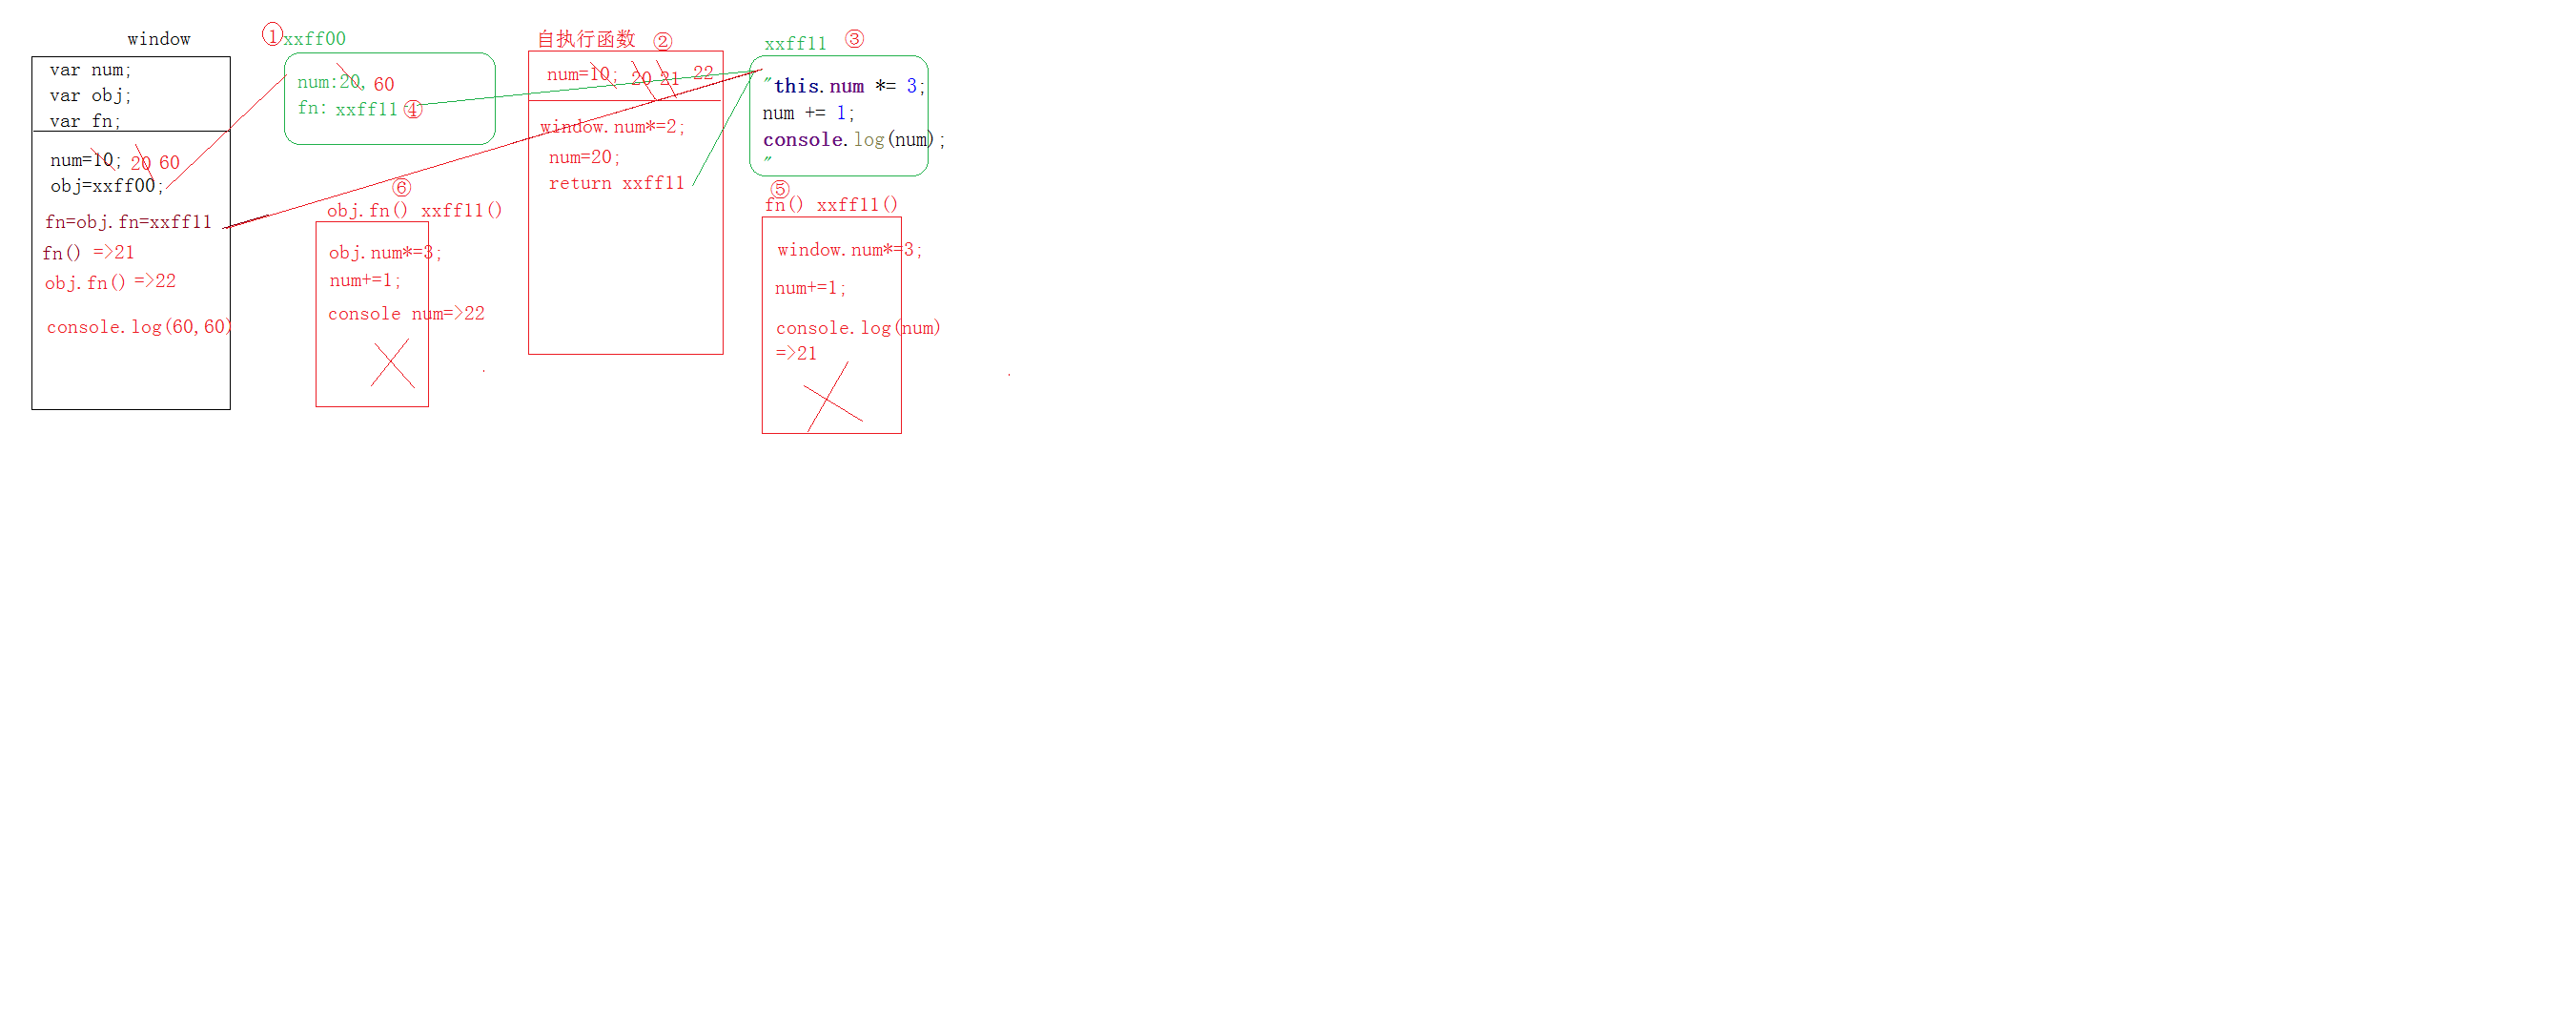 window
var num;
var obj;
var fn;
num=10; 20 60
obj=xxff00;
fn=obj.fn=xxff11
fn() =>21
obj.fn() =>22
console.log(60,60)
①xxff00
num:20, 60
fn: xxff11 ④
⑥
obj.fn() xxff11()
obj.num*=3;
num+=1;
console num=>22
自执行函数 ②
num=10; 20 21 22
window.num*=2;
num=20;
return xxff11
xxff11 ③
"this.num *= 3;
num += 1;
console.log(num);
"
⑤
fn() xxff11()
window.num*=3;
num+=1;
console.log(num)
=>21